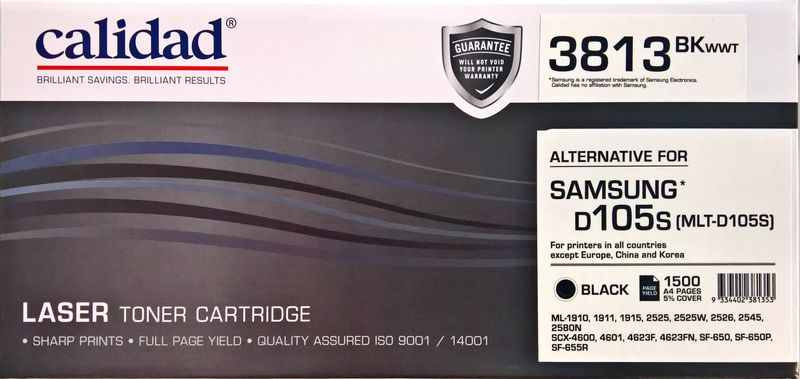 calidad®
BRILLIANT SAVINGS. BRILLIANT RESULTS
GUARANTEE
WILL NOT VOID
YOUR PRINTER
WARRANTY
3813BKWWT
*Samsung is a registered trademark of Samsung Electronics.
Calidad has no affiliation with Samsung.
ALTERNATIVE FOR
SAMSUNG*
D105S (MLT-D105S)
For printers in all countries
except Europe, China and Korea
BLACK
PAGE
YIELD
1500
A4 PAGES
5% COVER
9 334402 381353
ML-1910, 1911, 1915, 2525, 2525W, 2526, 2545,
2580N
SCX-4600, 4601, 4623F, 4623FN, SF-650, SF-650P,
SF-655R
LASER TONER CARTRIDGE
• SHARP PRINTS • FULL PAGE YIELD • QUALITY ASSURED ISO 9001 / 14001